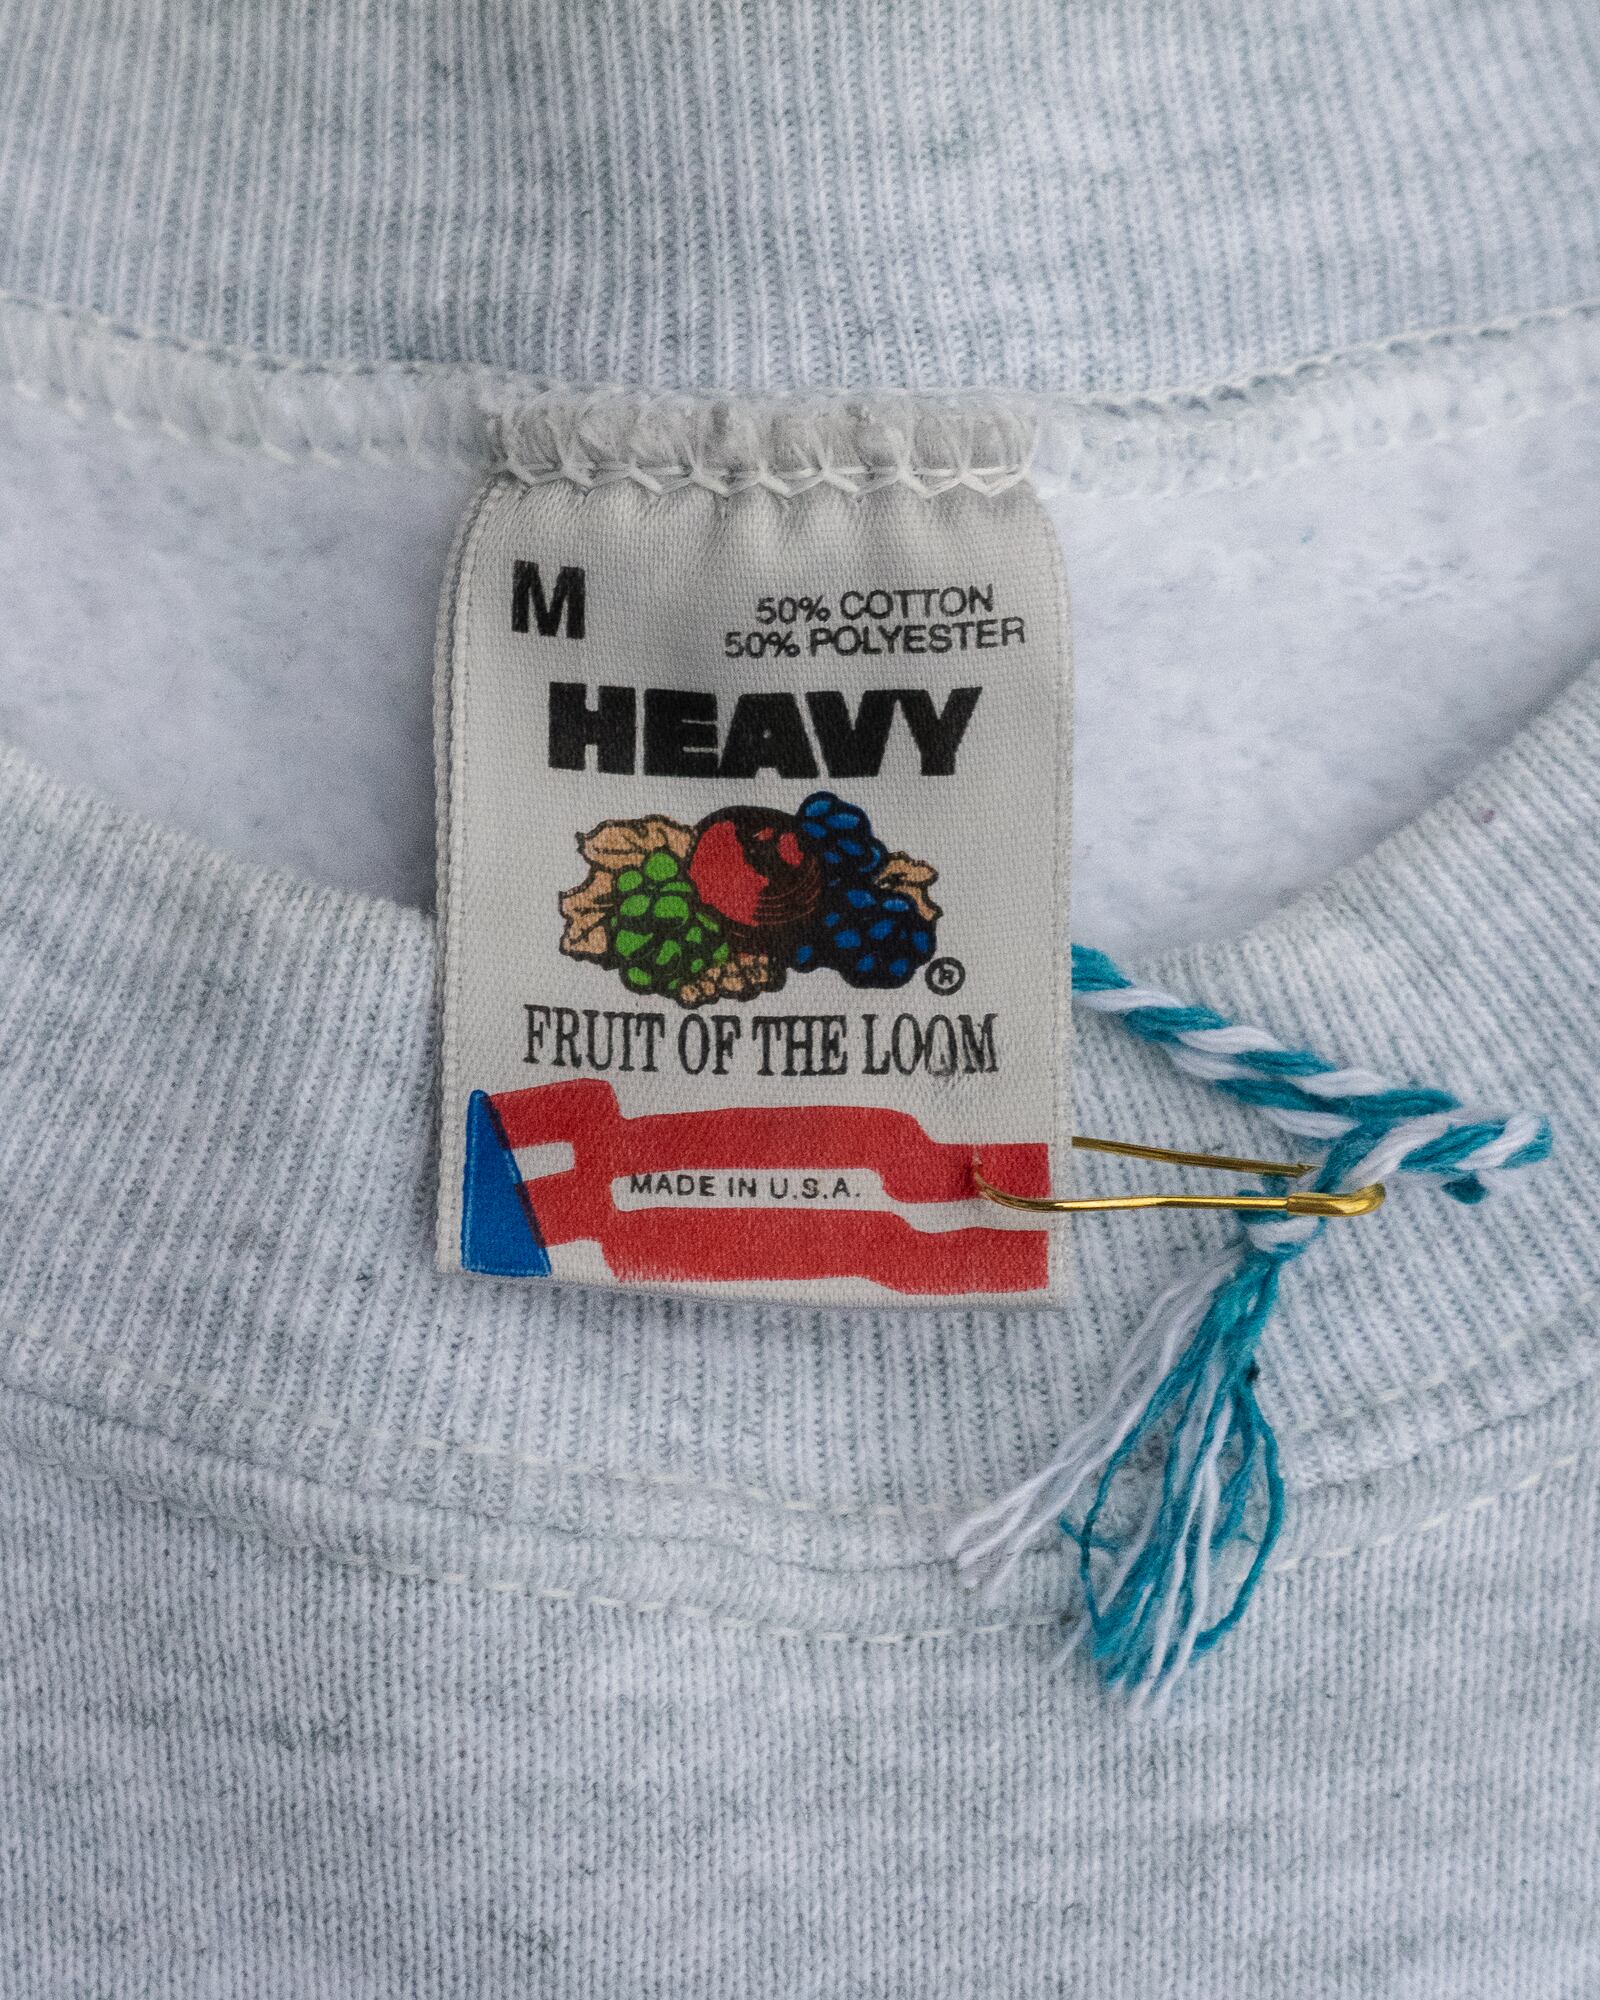 M
50% COTTON
50% POLYESTER
HEAVY
®
FRUIT OF THE LOOM
MADE IN U.S.A.